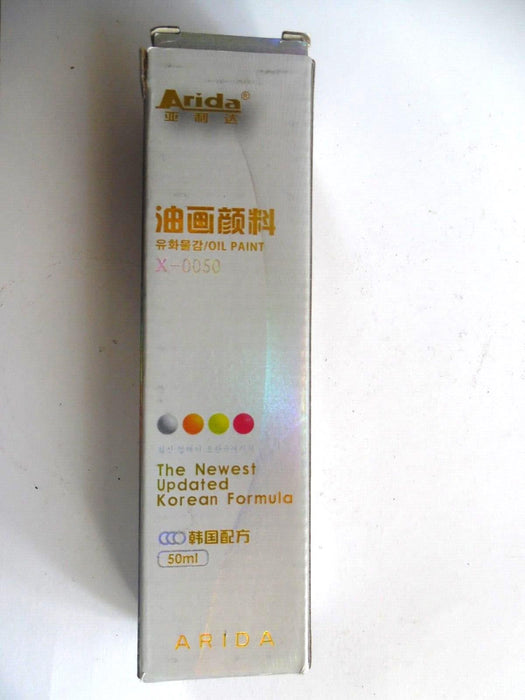 Arida®
亚利达
油画颜料
유화물감/OIL PAINT
X-0050
The Newest
Updated
Korean Formula
韩国配方
50ml
ARIDA